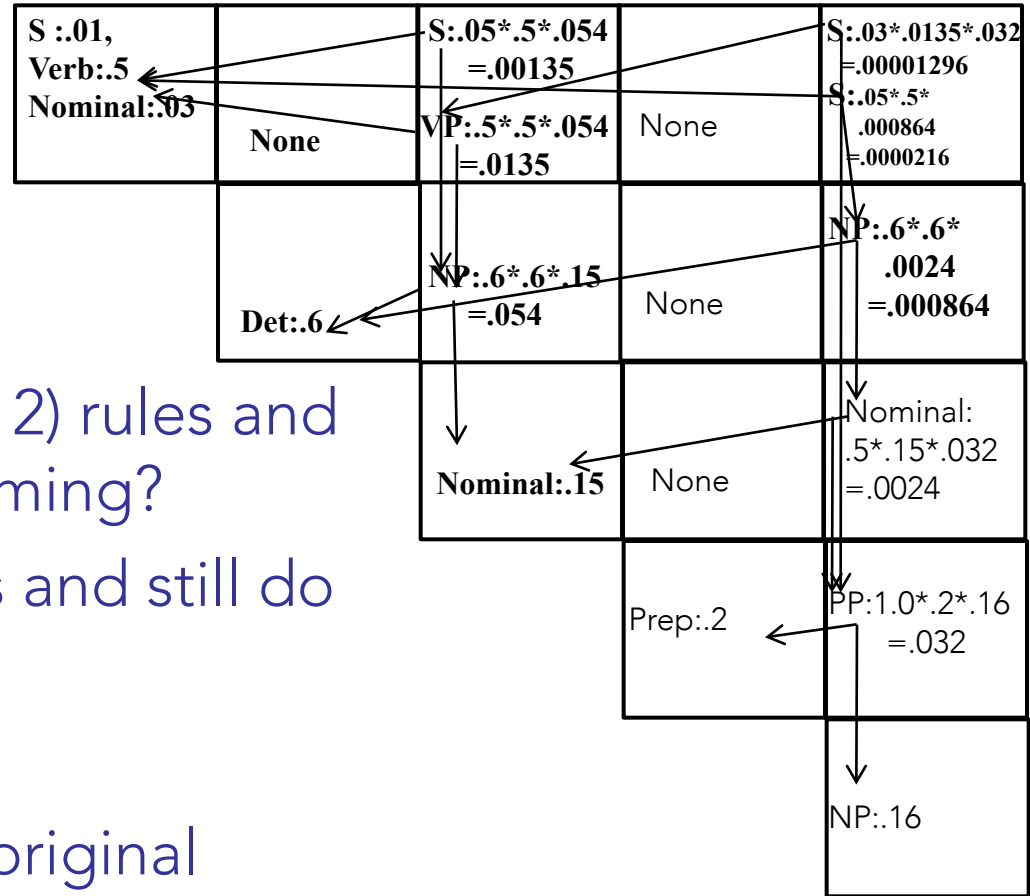 S :.01,
Verb:.5
Nominal:.03
None
S:.05*.5*.054
=.00135
VP:.5*.5*.054
=.0135
None
S:.03*.0135*.032
=.00001296
S:.05*.5*
.000864
=.0000216
Det:.6
NP:.6*.6*.15
=.054
None
NP:.6*.6*
.0024
=.000864
2) rules and
ming?
s and still do
original
Nominal:.15
None
Nominal:
.5*.15*.032
=.0024
Prep:.2
PP:1.0*.2*.16
=.032
NP:.16